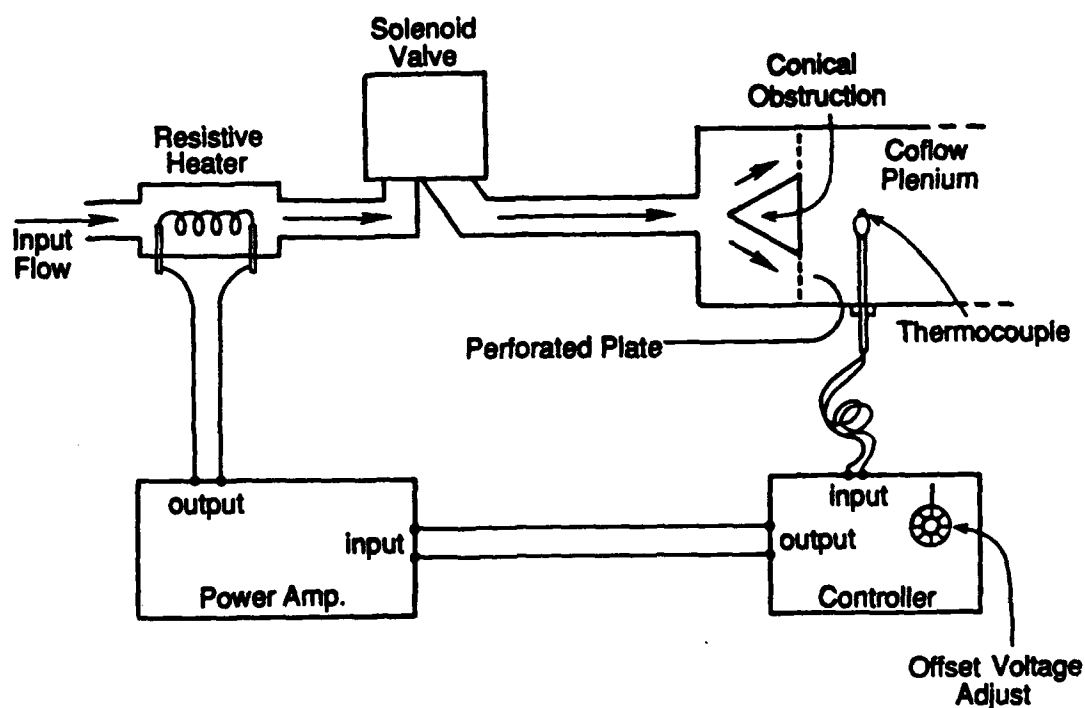 Solenoid
Valve
Conical
Obstruction
Resistive
Heater
Coflow
Plenium
Input
Flow
Thermocouple
Perforated Plate
output
input
input
output
Power Amp.
Controller
Offset Voltage
Adjust